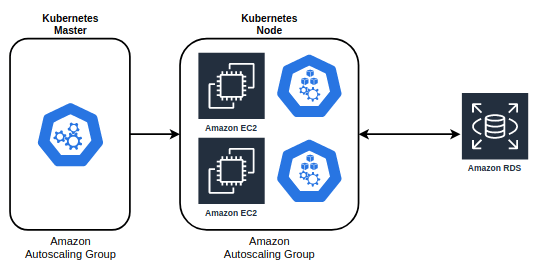 Kubernetes
Master
Kubernetes
Node
Amazon EC2
Amazon EC2
Amazon RDS
Amazon
Autoscaling Group
Amazon
Autoscaling Group